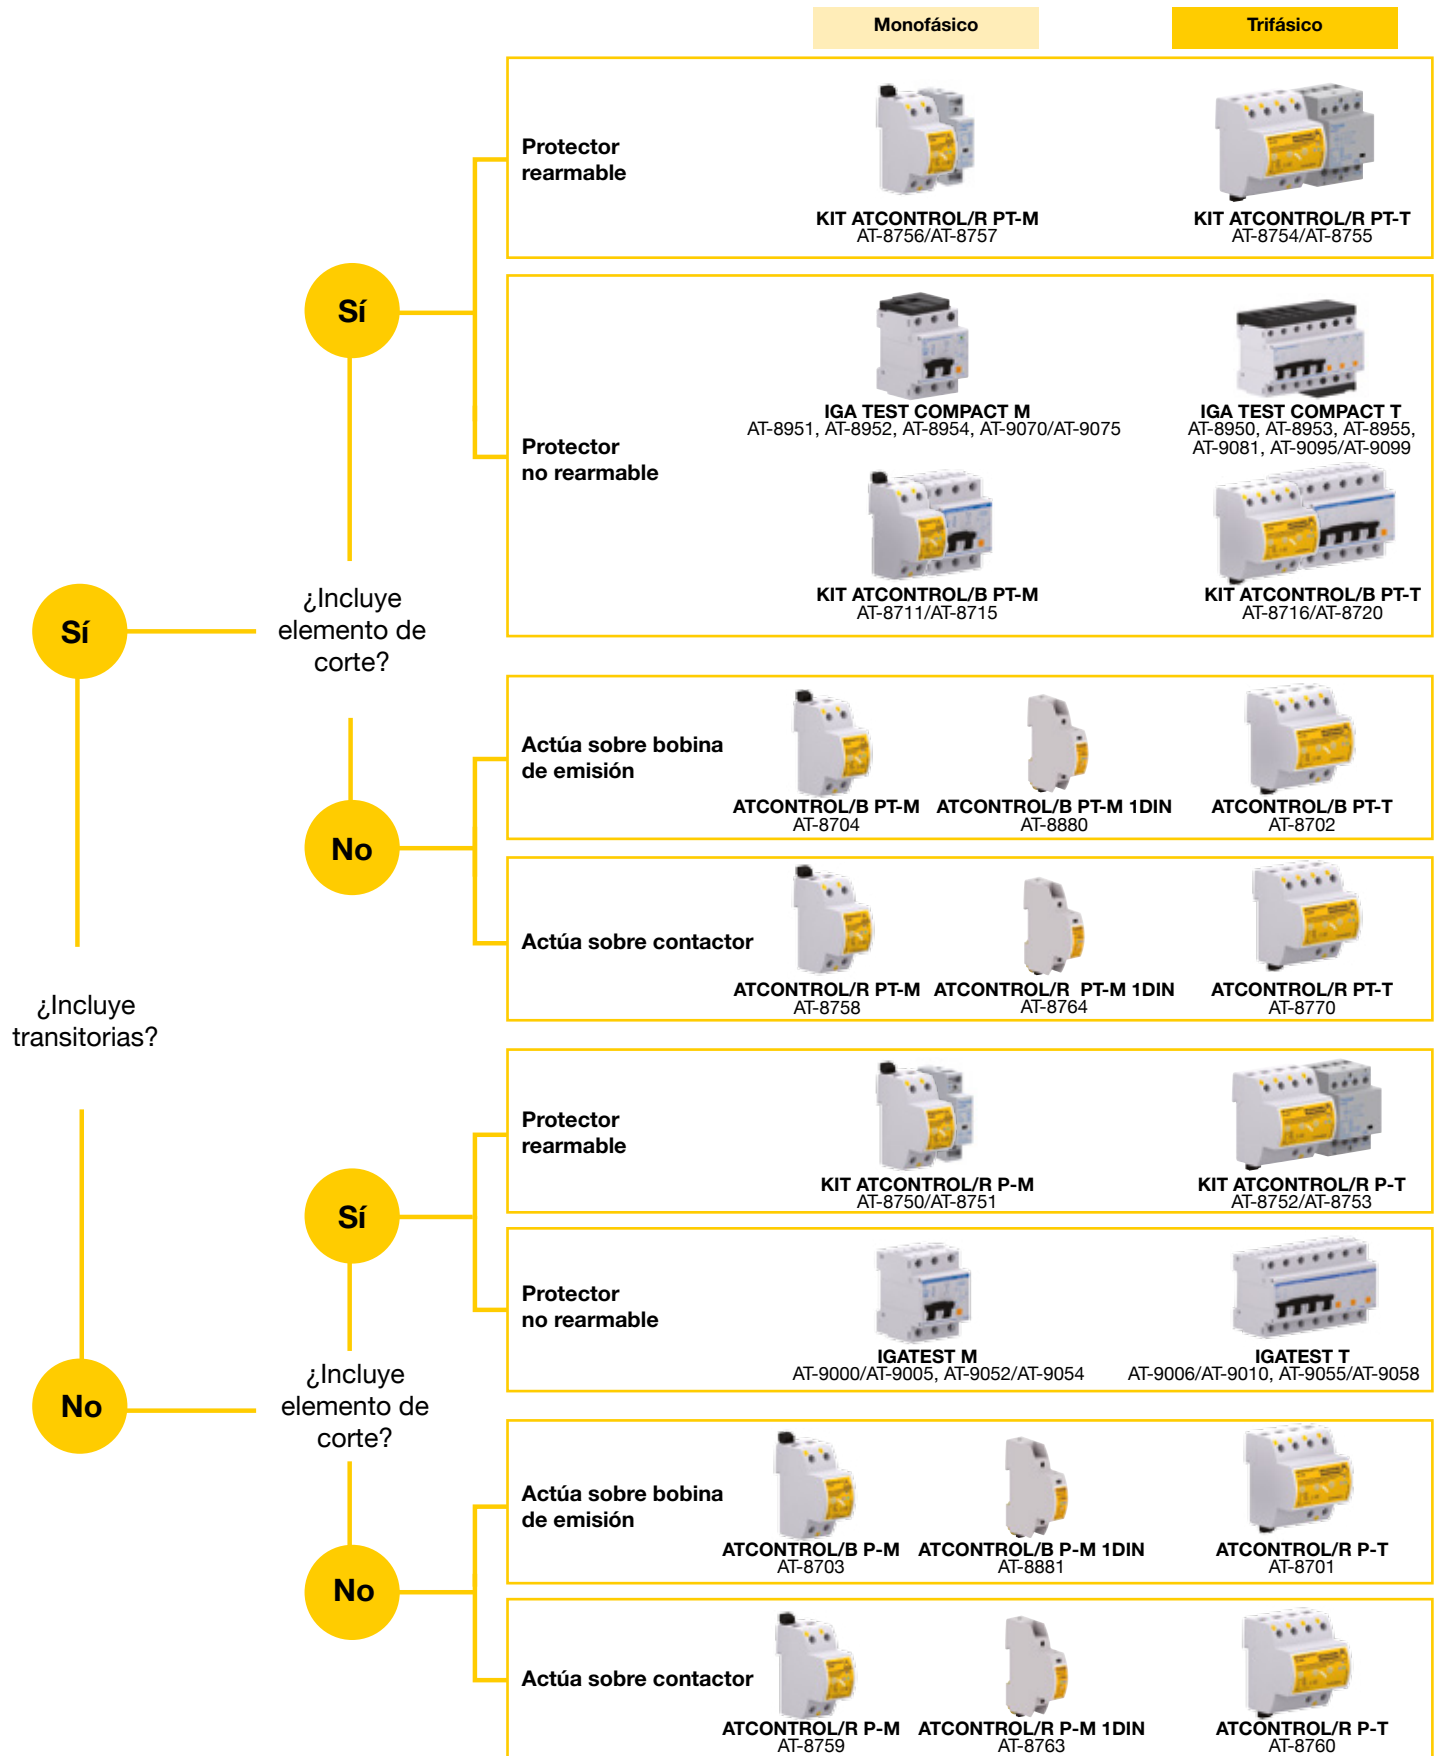 Monofásico
Trifásico
Protector
rearmable
KIT ATCONTROL/R PT-M
AT-8756/AT-8757
KIT ATCONTROL/R PT-T
AT-8754/AT-8755
Sí
Protector
no rearmable
IGA TEST COMPACT M
AT-8951, AT-8952, AT-8954, AT-9070/AT-9075
IGA TEST COMPACT T
AT-8950, AT-8953, AT-8955,
AT-9081, AT-9095/AT-9099
KIT ATCONTROL/B PT-M
AT-8711/AT-8715
KIT ATCONTROL/B PT-T
AT-8716/AT-8720
Sí
¿Incluye
elemento de
corte?
Actúa sobre bobina
de emisión
ATCONTROL/B PT-M
AT-8704
ATCONTROL/B PT-M 1DIN
AT-8880
ATCONTROL/B PT-T
AT-8702
No
Actúa sobre contactor
ATCONTROL/R PT-M
AT-8758
ATCONTROL/R  PT-M 1DIN
AT-8764
ATCONTROL/R PT-T
AT-8770
¿Incluye
transitorias?
Protector
rearmable
KIT ATCONTROL/R P-M
AT-8750/AT-8751
KIT ATCONTROL/R P-T
AT-8752/AT-8753
Sí
Protector
no rearmable
IGATEST M
AT-9000/AT-9005, AT-9052/AT-9054
IGATEST T
AT-9006/AT-9010, AT-9055/AT-9058
No
¿Incluye
elemento de
corte?
Actúa sobre bobina
de emisión
ATCONTROL/B P-M
AT-8703
ATCONTROL/B P-M 1DIN
AT-8881
ATCONTROL/R P-T
AT-8701
No
Actúa sobre contactor
ATCONTROL/R P-M
AT-8759
ATCONTROL/R P-M 1DIN
AT-8763
ATCONTROL/R P-T
AT-8760